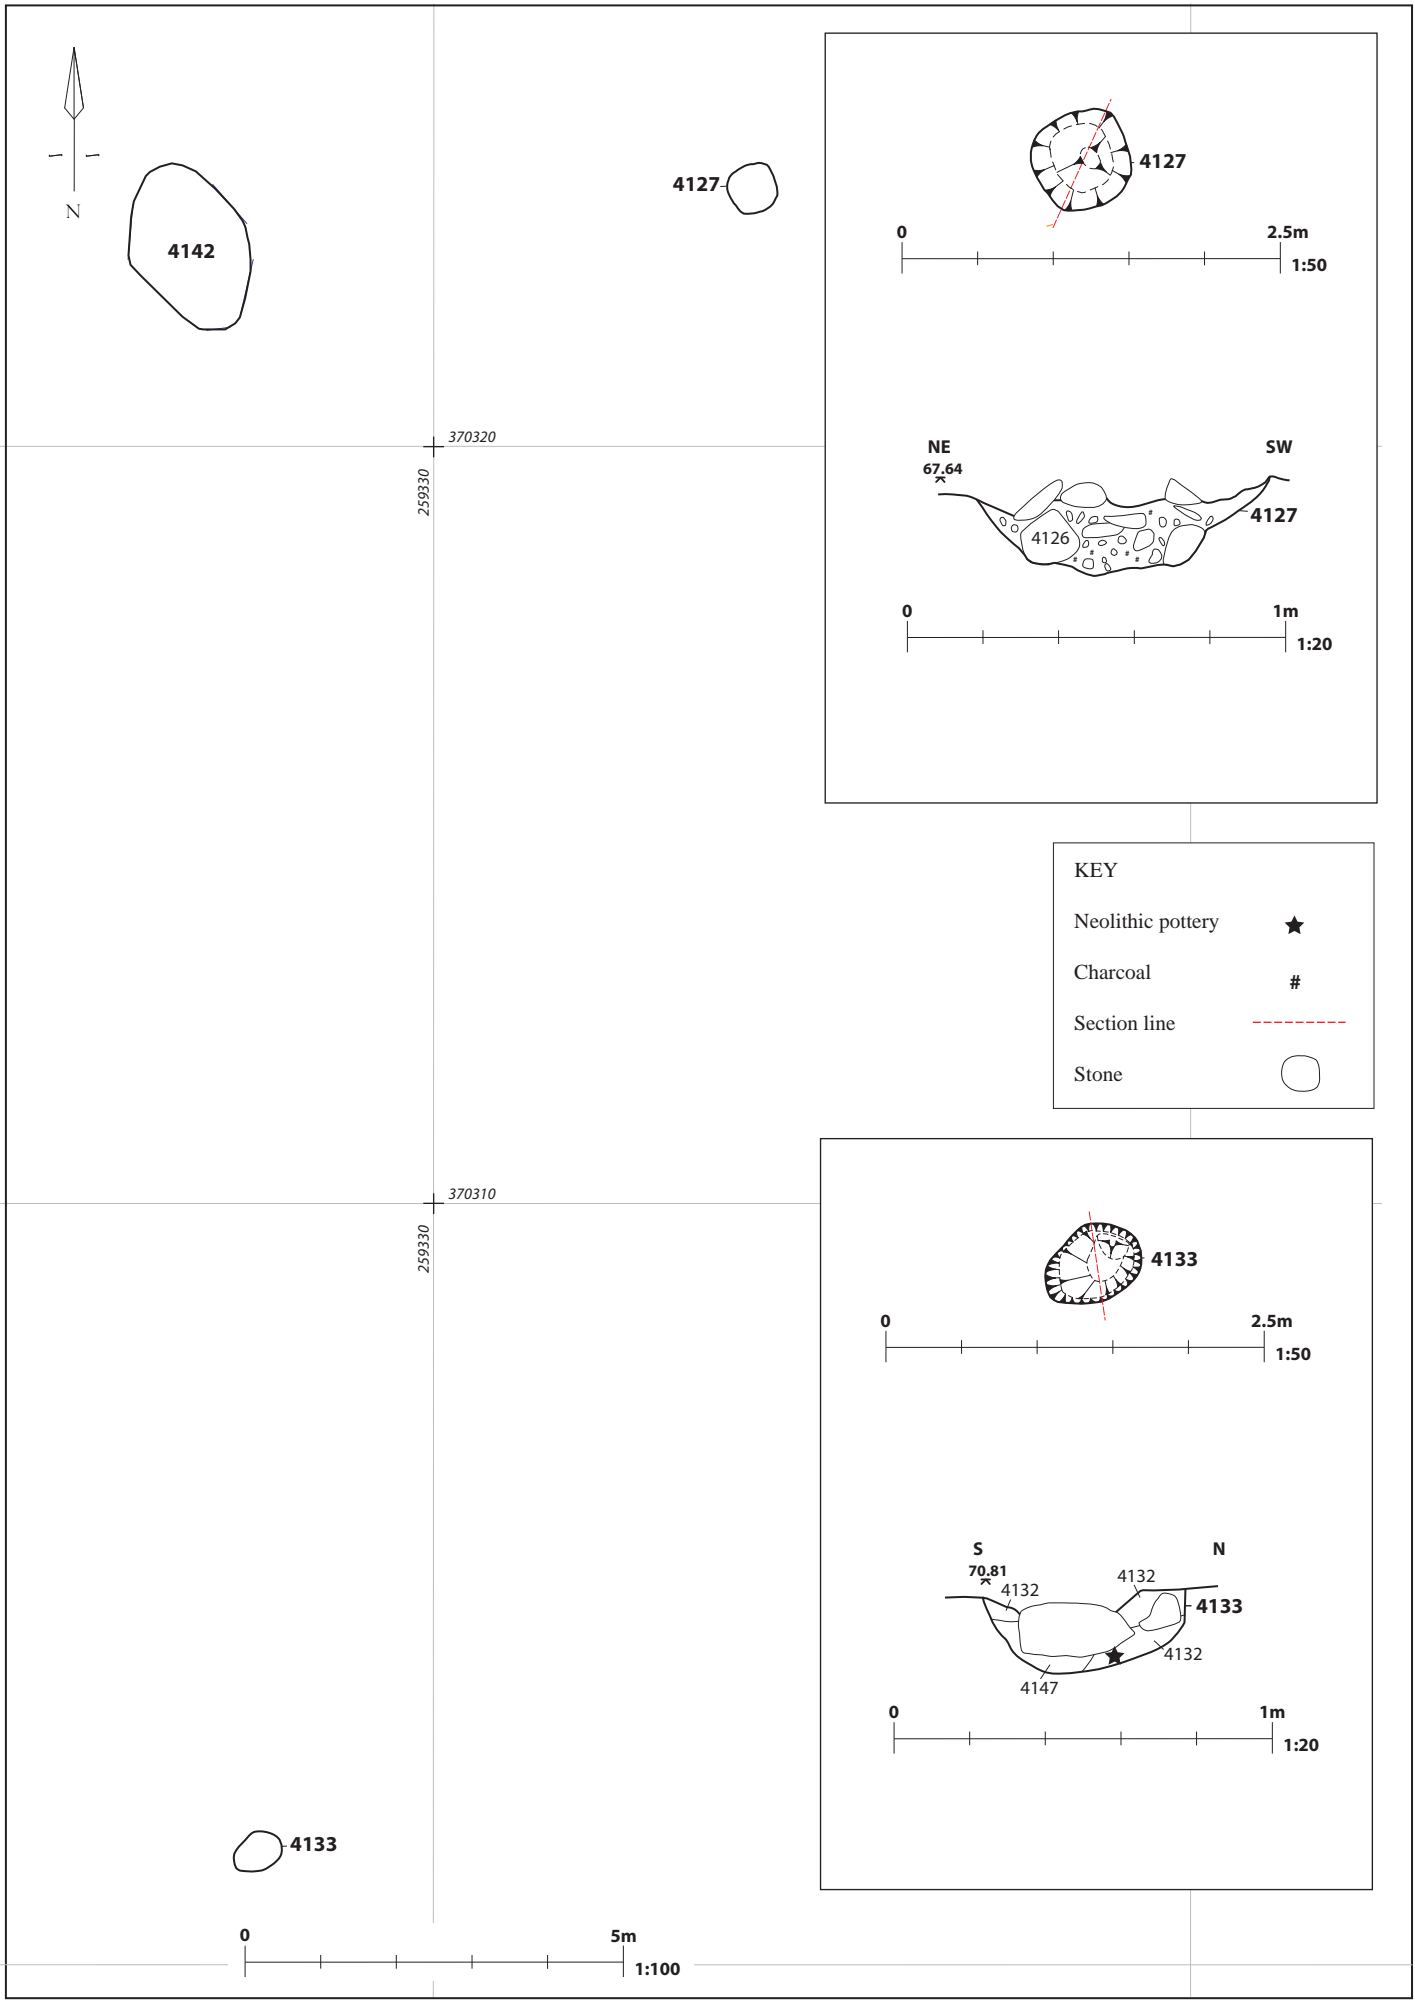 N
4142
4127
370320
259330
370310
259330
4133
0 5m
1:100
4127
0 2.5m
1:50
NE SW
67.64
4127
4126
0 1m
1:20
KEY
Neolithic pottery
Charcoal #
Section line
Stone
4133
0 2.5m
1:50
S N
70.81
4132 4132
4133
4132
4147
0 1m
1:20